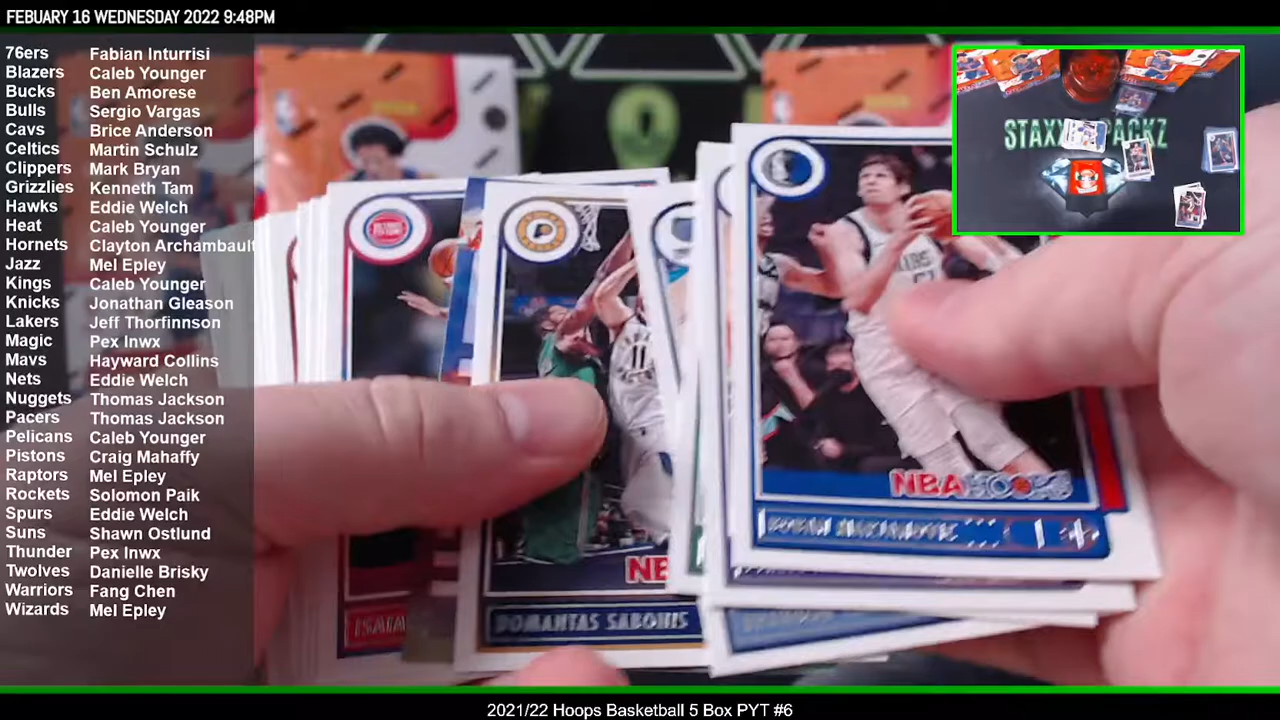 FEBUARY 16 WEDNESDAY 2022 9:48PM
76ers Fabian Inturrisi
Blazers Caleb Younger
Bucks Ben Amorese
Bulls Sergio Vargas
Cavs Brice Anderson
Celtics Martin Schulz
Clippers Mark Bryan
Grizzlies Kenneth Tam
Hawks Eddie Welch
Heat Caleb Younger
Hornets Clayton Archambault
Jazz Mel Epley
Kings Caleb Younger
Knicks Jonathan Gleason
Lakers Jeff Thorfinnson
Magic Pex Inwx
Mavs Hayward Collins
Nets Eddie Welch
Nuggets Thomas Jackson
Pacers Thomas Jackson
Pelicans Caleb Younger
Pistons Craig Mahaffy
Raptors Mel Epley
Rockets Solomon Paik
Spurs Eddie Welch
Suns Shawn Ostlund
Thunder Pex Inwx
Twolves Danielle Brisky
Warriors Fang Chen
Wizards Mel Epley
ISAIA
NB
DOMANTAS SABONIS
NBA HOOPS
2021/22 Hoops Basketball 5 Box PYT #6